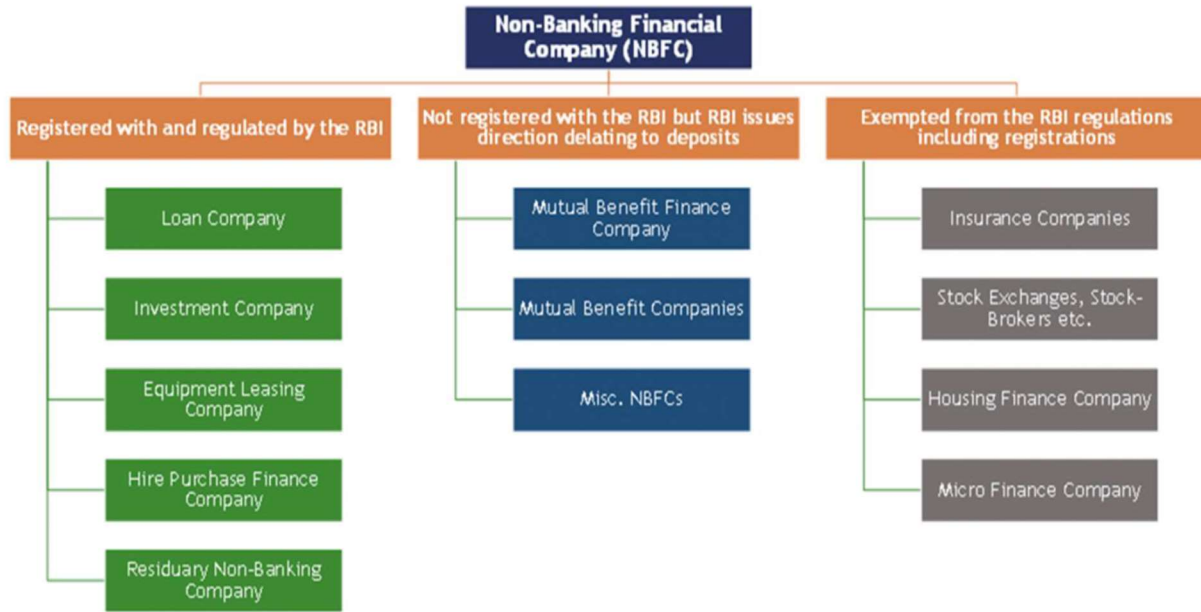 Non-Banking Financial
Company (NBFC)
Registered with and regulated by the RBI
Loan Company
Investment Company
Equipment Leasing
Company
Hire Purchase Finance
Company
Residuary Non-Banking
Company
Not registered with the RBI but RBI issues
direction delating to deposits
Mutual Benefit Finance
Company
Mutual Benefit Companies
Misc. NBFCs
Exempted from the RBI regulations
including registrations
Insurance Companies
Stock Exchanges, Stock-
Brokers etc.
Housing Finance Company
Micro Finance Company